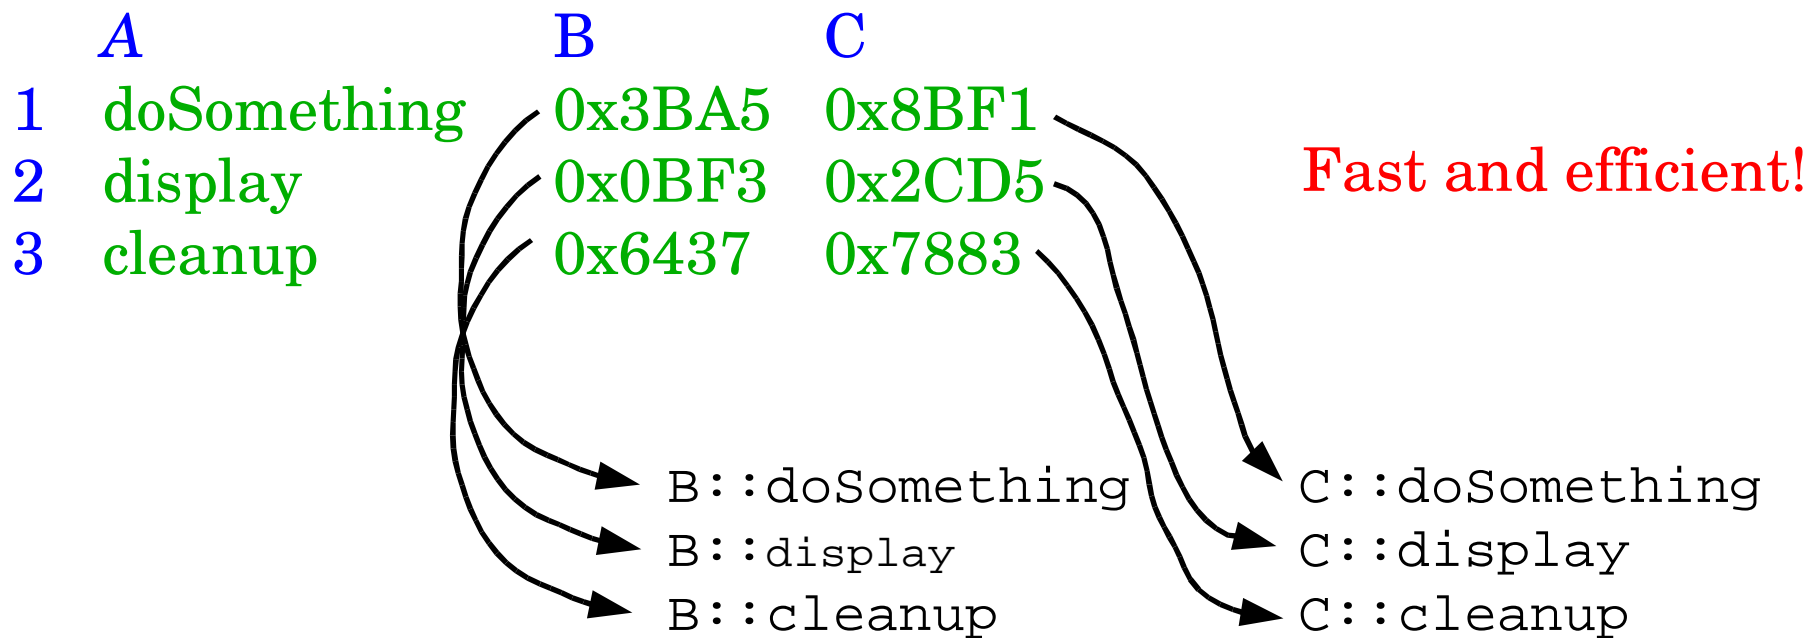 A B C
1 doSomething 0x3BA5 0x8BF1
Fast and efficient!
2 display 0x0BF3 0x2CD5
3 cleanup 0x6437 0x7883
B::doSomething C::doSomething
B::display C::display
B::cleanup C::cleanup